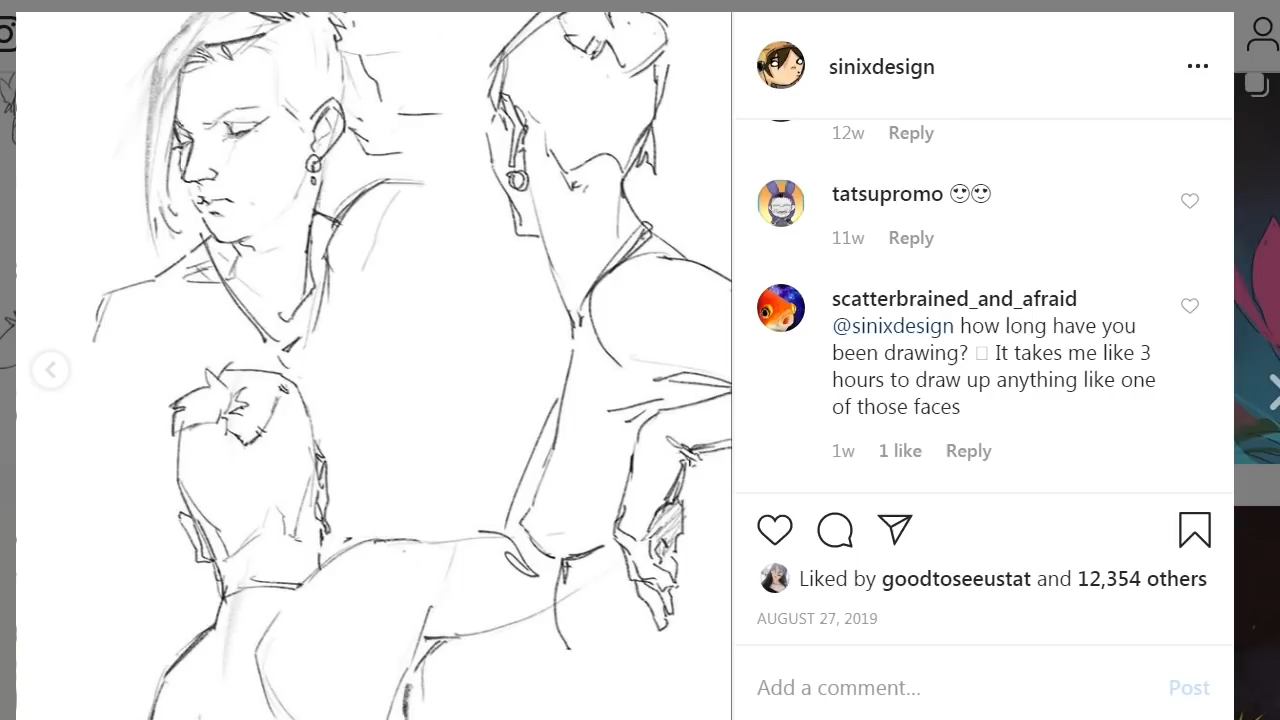 sinixdesign
12w Reply
tatsupromo 😍😍
11w Reply
scatterbrained_and_afraid
@sinixdesign how long have you
been drawing? It takes me like 3
hours to draw up anything like one
of those faces
1w 1 like Reply
Liked by goodtoseeustat and 12,354 others
AUGUST 27, 2019
Add a comment... Post